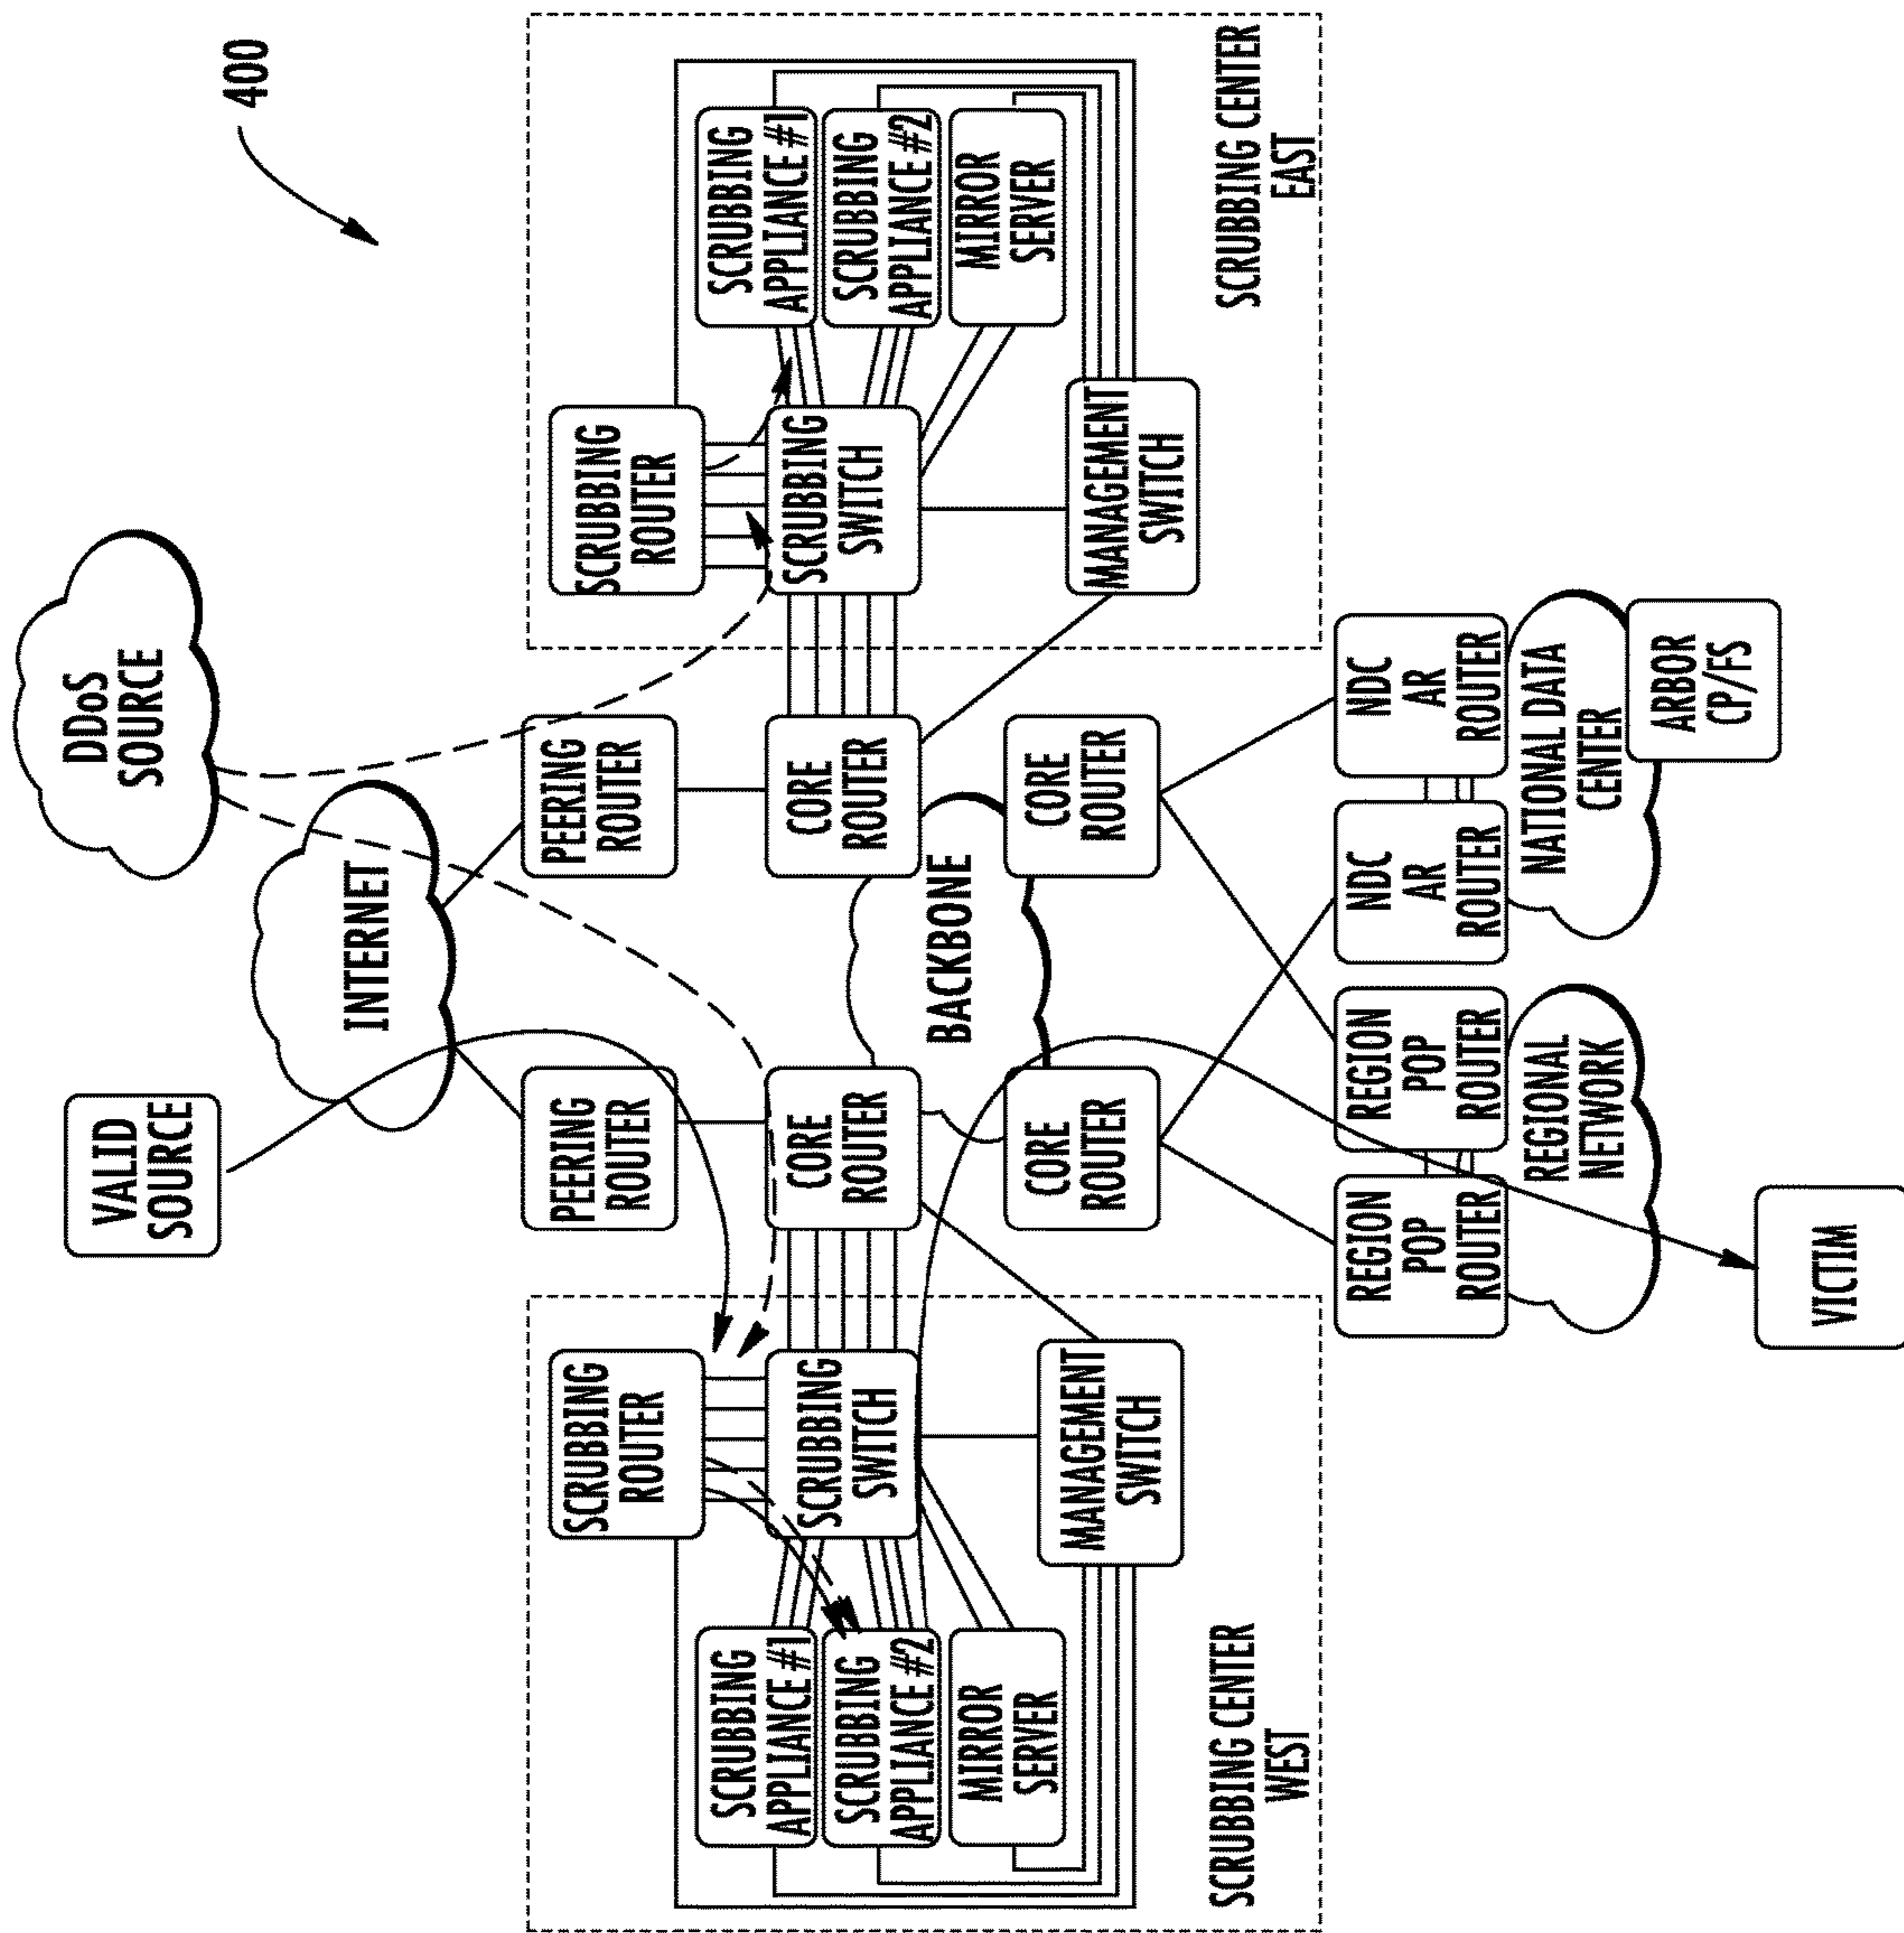 400
DDoS
SOURCE
VALID
SOURCE
INTERNET
PEERING
ROUTER
PEERING
ROUTER
SCRUBBING
ROUTER
SCRUBBING
APPLIANCE #1
SCRUBBING
APPLIANCE #2
MIRROR
SERVER
SCRUBBING
SWITCH
MANAGEMENT
SWITCH
SCRUBBING CENTER
WEST
CORE
ROUTER
CORE
ROUTER
BACKBONE
CORE
ROUTER
CORE
ROUTER
SCRUBBING
ROUTER
SCRUBBING
SWITCH
SCRUBBING
APPLIANCE #1
SCRUBBING
APPLIANCE #2
MIRROR
SERVER
MANAGEMENT
SWITCH
SCRUBBING CENTER
EAST
REGION
POP
ROUTER
REGION
POP
ROUTER
NDC
AR
ROUTER
NDC
AR
ROUTER
REGIONAL
NETWORK
NATIONAL DATA
CENTER
ARBOR
CP/FS
VICTIM